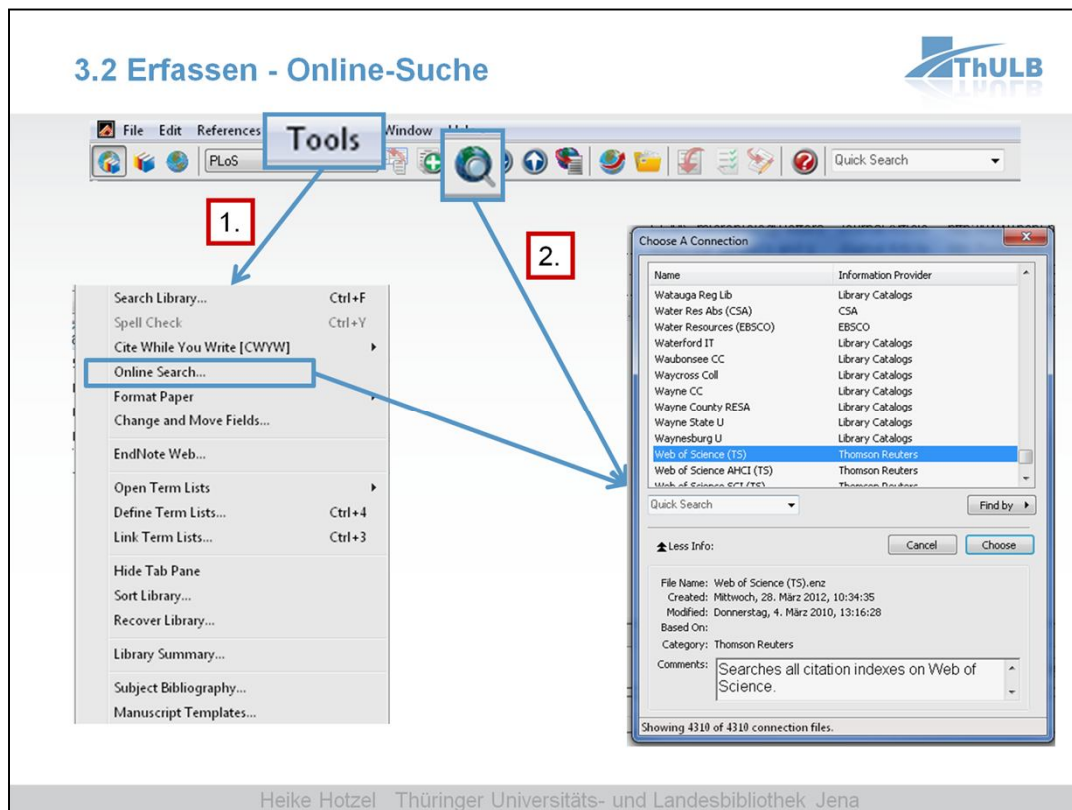 3.2 Erfassen - Online-Suche
ThULB
File Edit References Tools Window
PLoS
Quick Search
1.
2.
Search Library... Ctrl+F
Spell Check Ctrl+Y
Cite While You Write [CWYW]
Online Search...
Format Paper
Change and Move Fields...
EndNote Web...
Open Term Lists
Define Term Lists... Ctrl+4
Link Term Lists... Ctrl+3
Hide Tab Pane
Sort Library...
Recover Library...
Library Summary...
Subject Bibliography...
Manuscript Templates...
Choose A Connection
Name Information Provider
Watauga Reg Lib Library Catalogs
Water Res Abs (CSA) CSA
Water Resources (EBSCO) EBSCO
Waterford IT Library Catalogs
Waubonsee CC Library Catalogs
Waycross Coll Library Catalogs
Wayne CC Library Catalogs
Wayne County RESA Library Catalogs
Wayne State U Library Catalogs
Waynesburg U Library Catalogs
Web of Science (TS) Thomson Reuters
Web of Science AHCI (TS) Thomson Reuters
Web of Science SCI (TS) Thomson Reuters
Quick Search Find by
Less Info: Cancel Choose
File Name: Web of Science (TS).enz
Created: Mittwoch, 28. März 2012, 10:34:35
Modified: Donnerstag, 4. März 2010, 13:16:28
Based On:
Category: Thomson Reuters
Comments: Searches all citation indexes on Web of
Science.
Showing 4310 of 4310 connection files.
Heike Hotzel Thüringer Universitäts- und Landesbibliothek Jena